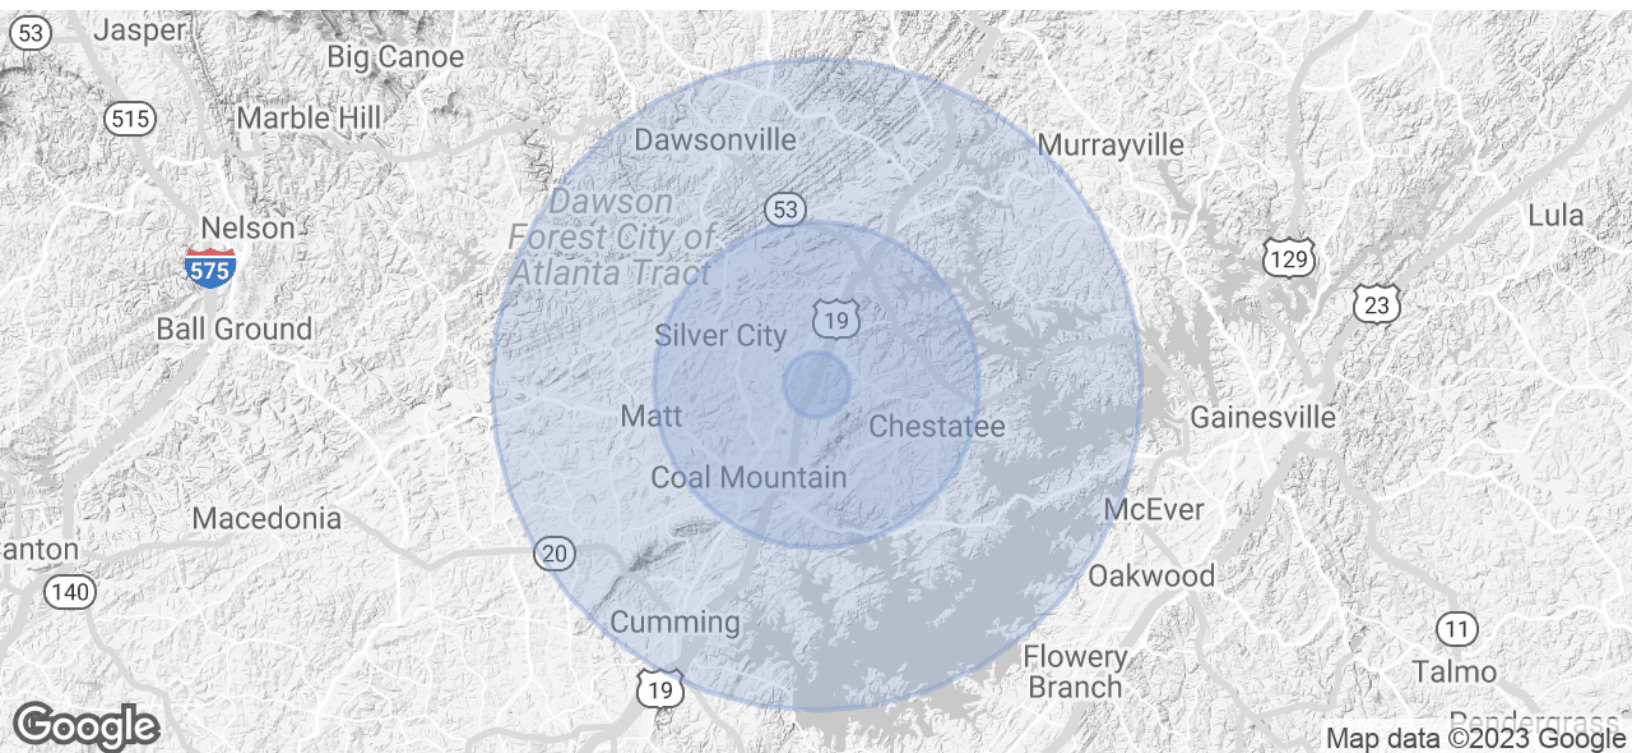 53
Jasper
Big Canoe
515
Marble Hill
Dawsonville
Murrayville
Dawson
Forest City of
Atlanta Tract
53
Nelson
Lula
575
129
23
19
Ball Ground
Silver City
Matt
Chestatee
Gainesville
Coal Mountain
Macedonia
McEver
anton
20
140
Oakwood
Cumming
11
Flowery
Branch
Talmo
19
Pendergrass
Google
Map data ©2023 Google